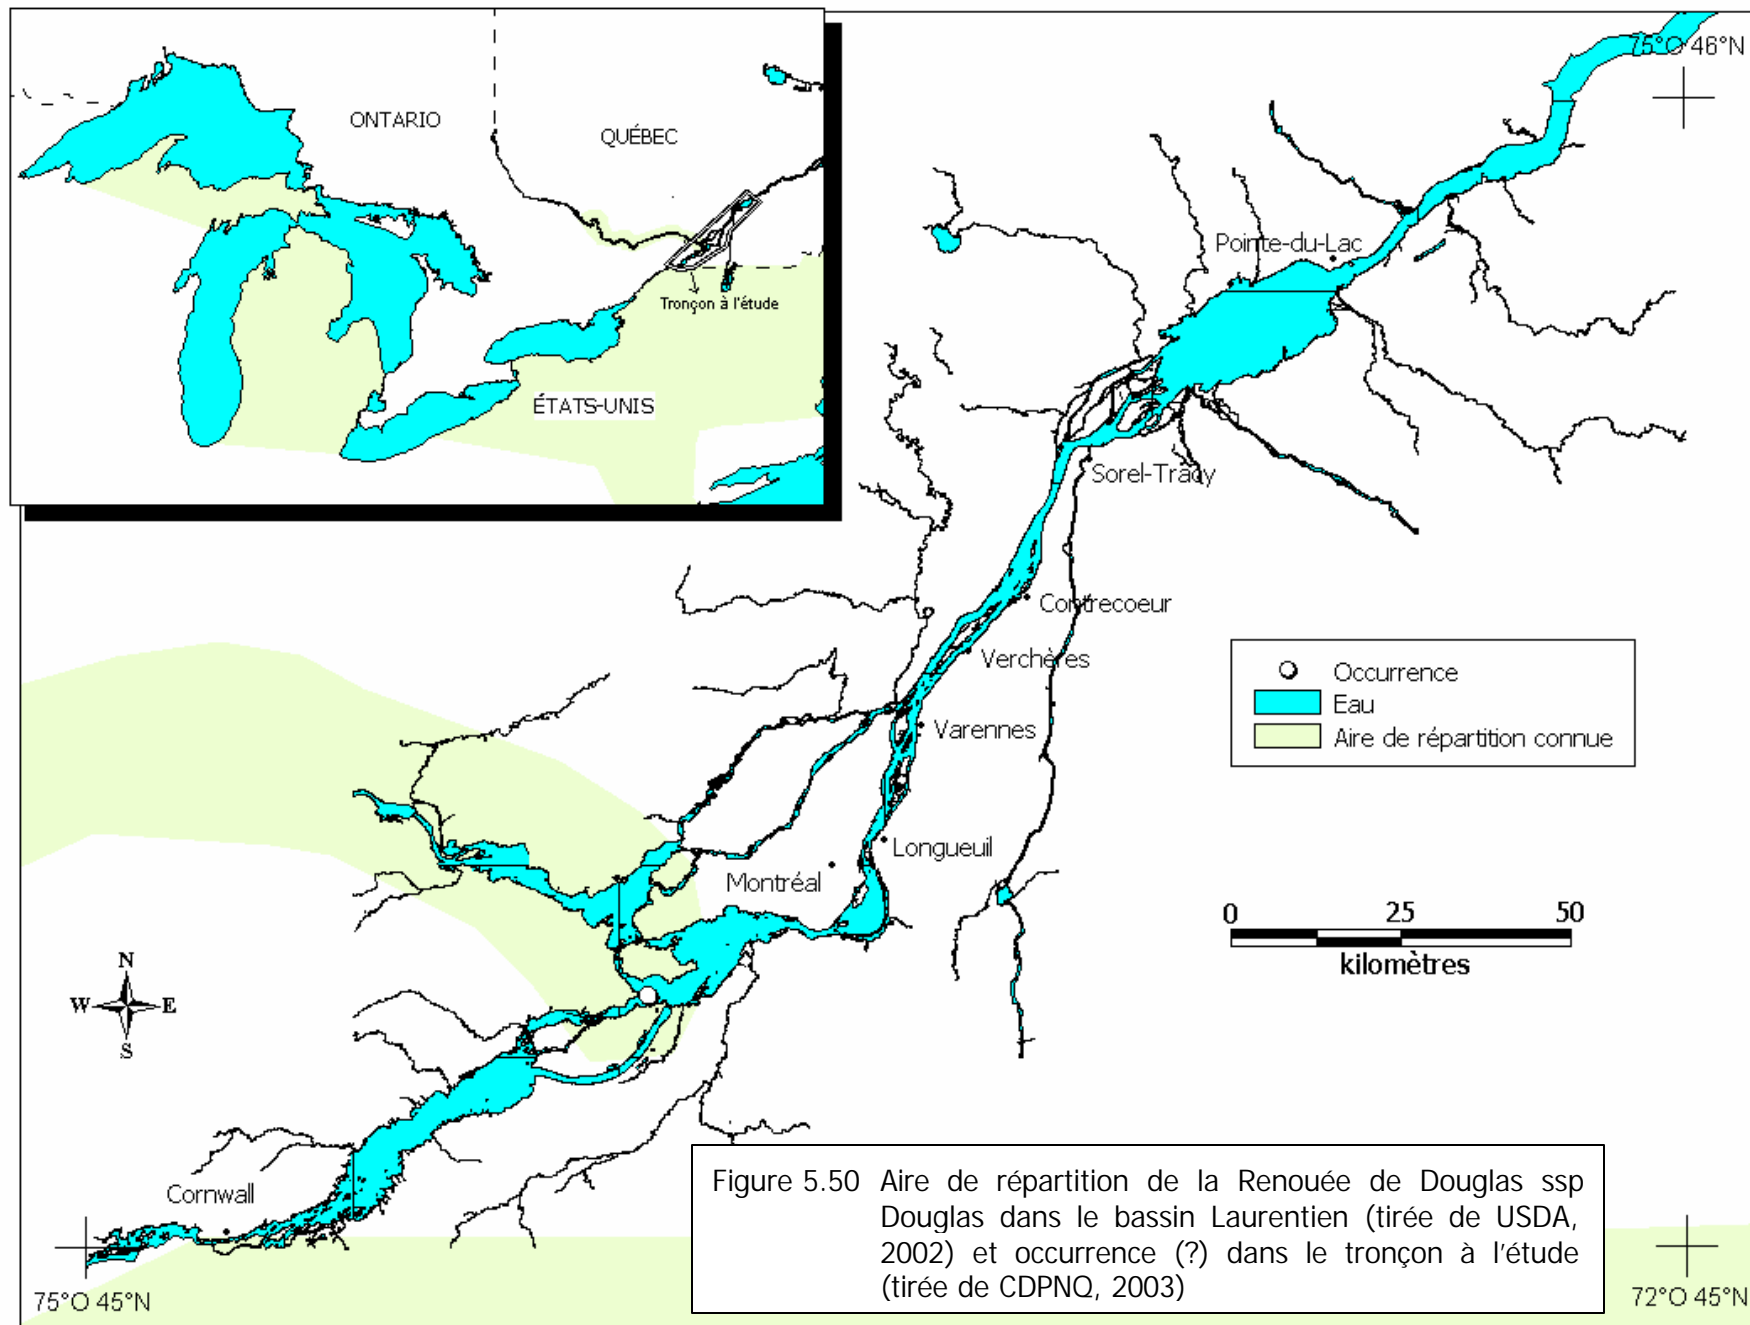 ONTARIO
QUÉBEC
Tronçon à l'étude
ÉTATS-UNIS
75°O 46°N
Pointe-du-Lac
Sorel-Tracy
Contrecoeur
Verchères
Varennes
Longueuil
Montréal
Cornwall
Occurrence
Eau
Aire de répartition connue
0 25 50
kilomètres
N
W E
S
Figure 5.50 Aire de répartition de la Renouée de Douglas ssp
Douglas dans le bassin Laurentien (tirée de USDA,
2002) et occurrence (?) dans le tronçon à l'étude
(tirée de CDPNQ, 2003)
75°O 45°N
72°O 45°N